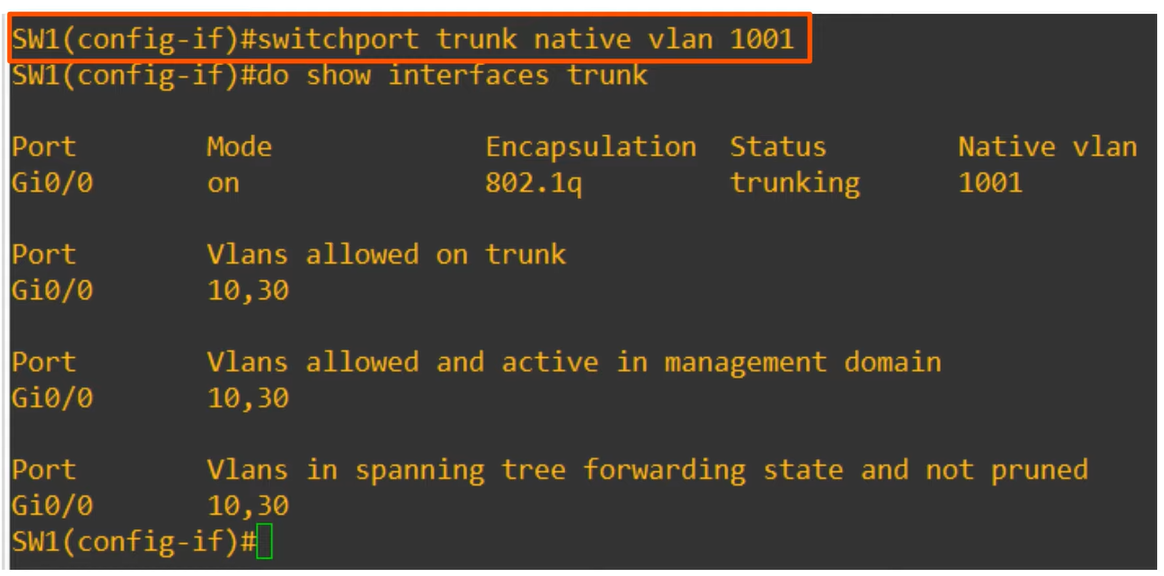 SW1(config-if)#switchport trunk native vlan 1001
SW1(config-if)#do show interfaces trunk
Port Mode Encapsulation Status Native vlan
Gi0/0 on 802.1q trunking 1001
Port Vlans allowed on trunk
Gi0/0 10,30
Port Vlans allowed and active in management domain
Gi0/0 10,30
Port Vlans in spanning tree forwarding state and not pruned
Gi0/0 10,30
SW1(config-if)#